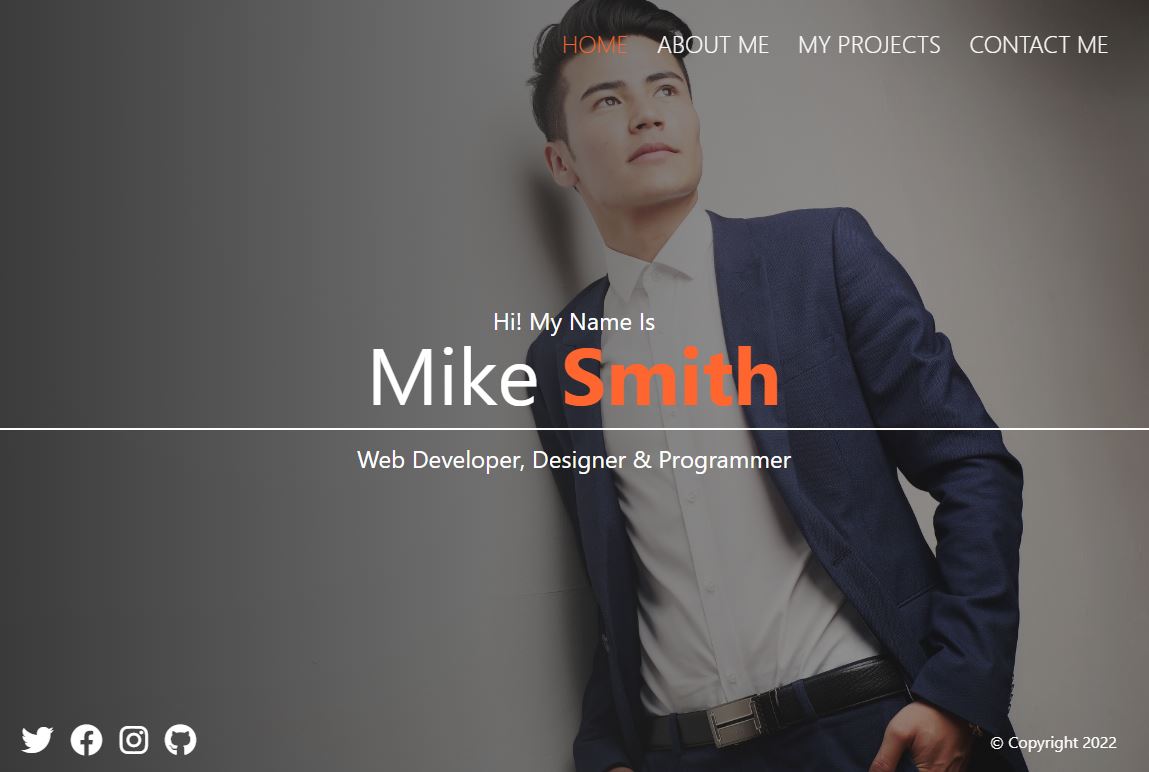 HOME ABOUT ME MY PROJECTS CONTACT ME
Hi! My Name Is
Mike Smith
Web Developer, Designer & Programmer
© Copyright 2022